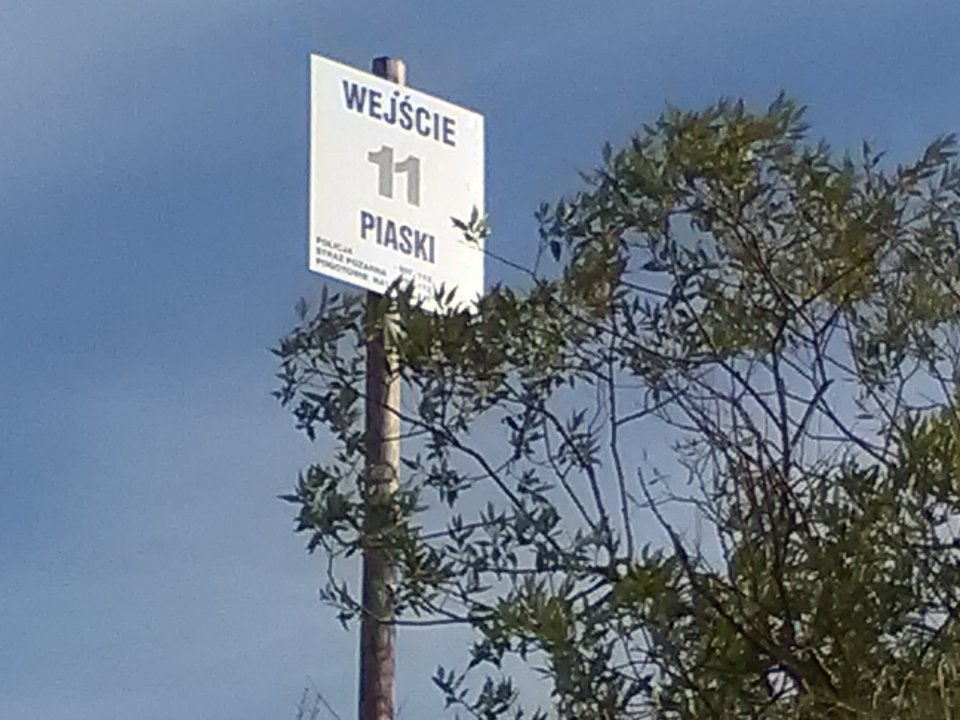 WEJŚCIE
11
PIASKI
POLICJA
STRAŻ POŻARNA
POGOTOWIE